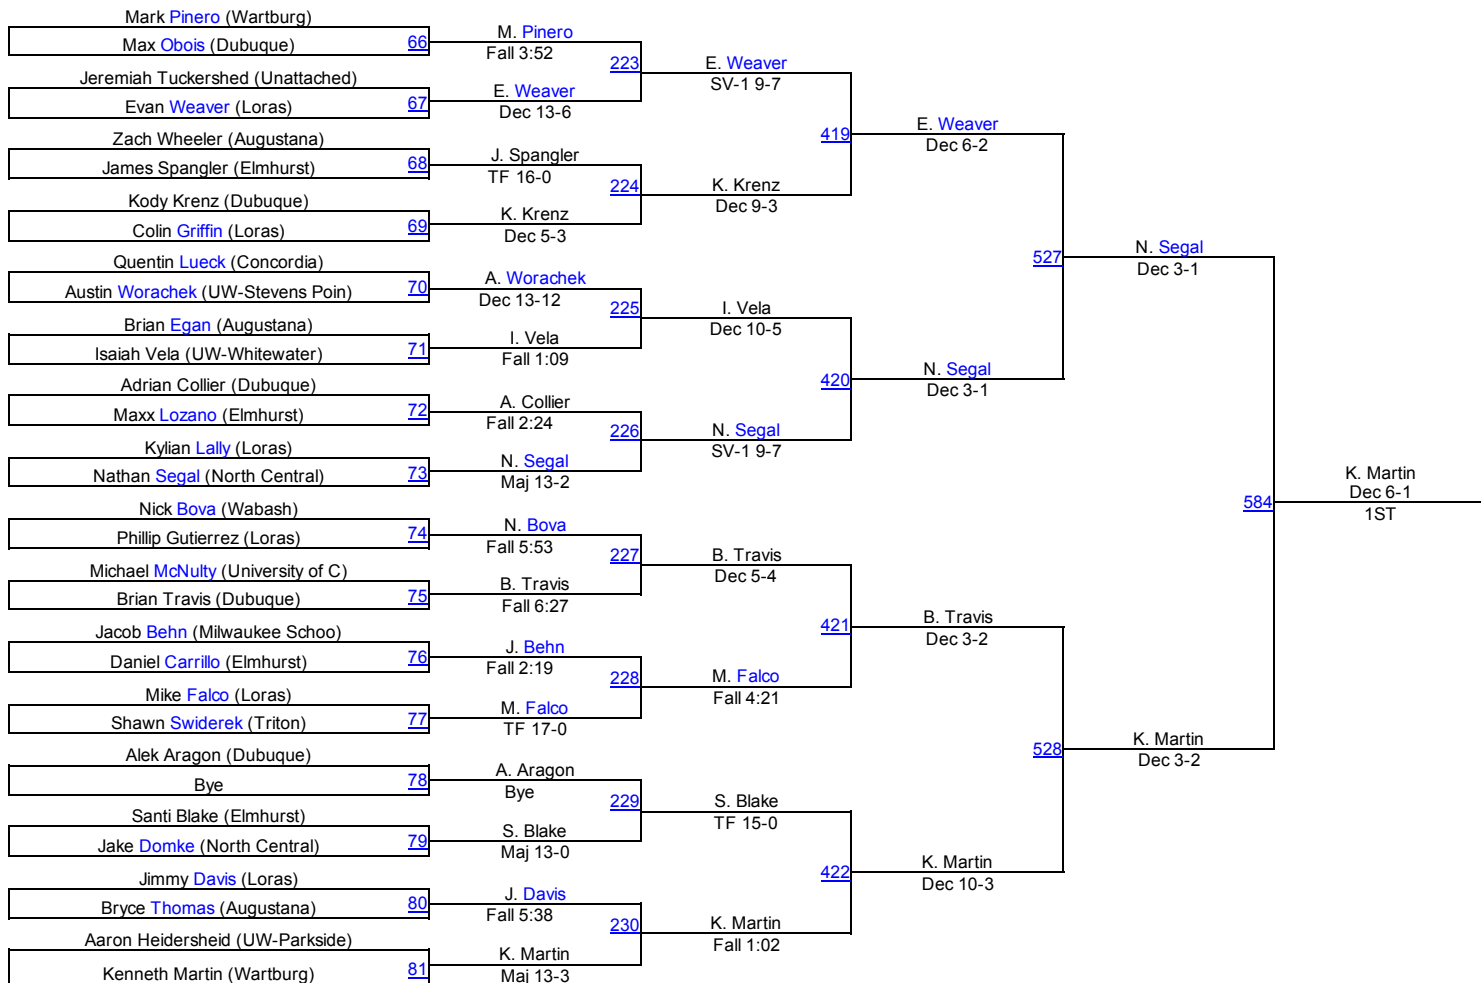 Mark Pinero (Wartburg)
Max Obois (Dubuque)
66
Jeremiah Tuckershed (Unattached)
Evan Weaver (Loras)
67
Zach Wheeler (Augustana)
James Spangler (Elmhurst)
68
Kody Krenz (Dubuque)
Colin Griffin (Loras)
69
Quentin Lueck (Concordia)
Austin Worachek (UW-Stevens Poin)
70
Brian Egan (Augustana)
Isaiah Vela (UW-Whitewater)
71
Adrian Collier (Dubuque)
Maxx Lozano (Elmhurst)
72
Kylian Lally (Loras)
Nathan Segal (North Central)
73
Nick Bova (Wabash)
Phillip Gutierrez (Loras)
74
Michael McNulty (University of C)
Brian Travis (Dubuque)
75
Jacob Behn (Milwaukee Schoo)
Daniel Carrillo (Elmhurst)
76
Mike Falco (Loras)
Shawn Swiderek (Triton)
77
Alek Aragon (Dubuque)
Bye
78
Santi Blake (Elmhurst)
Jake Domke (North Central)
79
Jimmy Davis (Loras)
Bryce Thomas (Augustana)
80
Aaron Heidersheid (UW-Parkside)
Kenneth Martin (Wartburg)
81
M. Pinero
Fall 3:52
223
E. Weaver
Dec 13-6
J. Spangler
TF 16-0
224
K. Krenz
Dec 5-3
A. Worachek
Dec 13-12
225
I. Vela
Fall 1:09
A. Collier
Fall 2:24
226
N. Segal
Maj 13-2
N. Bova
Fall 5:53
227
B. Travis
Fall 6:27
J. Behn
Fall 2:19
228
M. Falco
TF 17-0
A. Aragon
Bye
229
S. Blake
Maj 13-0
J. Davis
Fall 5:38
230
K. Martin
Maj 13-3
E. Weaver
SV-1 9-7
419
K. Krenz
Dec 9-3
I. Vela
Dec 10-5
420
N. Segal
SV-1 9-7
B. Travis
Dec 5-4
421
M. Falco
Fall 4:21
S. Blake
TF 15-0
422
K. Martin
Fall 1:02
E. Weaver
Dec 6-2
527
N. Segal
Dec 3-1
B. Travis
Dec 3-2
528
K. Martin
Dec 10-3
N. Segal
Dec 3-1
584
K. Martin
Dec 3-2
K. Martin
Dec 6-1
1ST